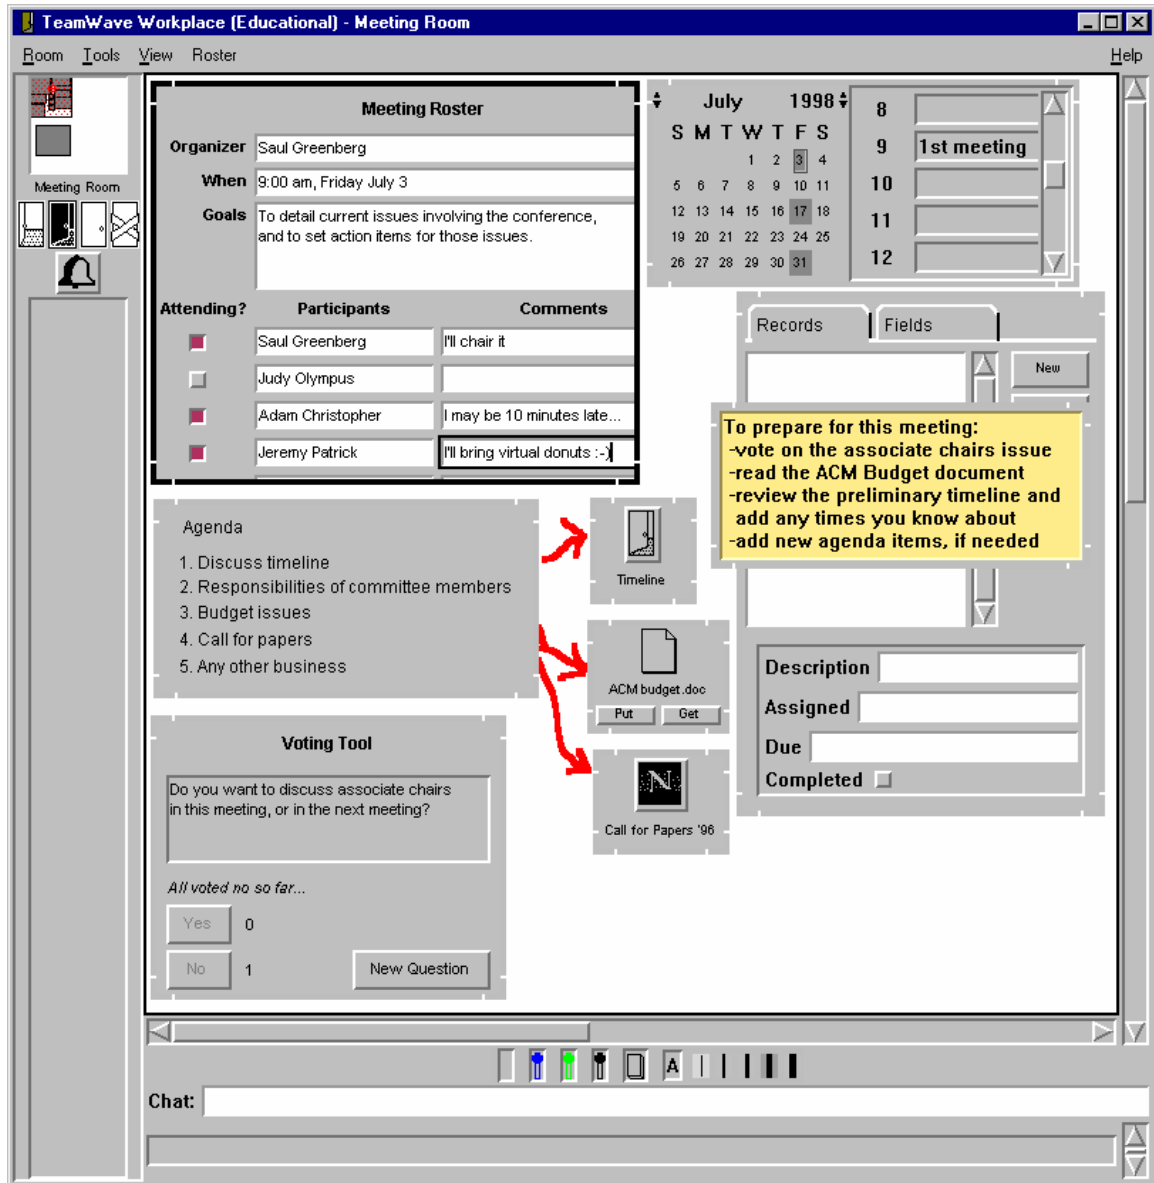 TeamWave Workplace (Educational) - Meeting Room
Room Tools View Roster Help
Meeting Room
Meeting Roster
Organizer Saul Greenberg
When 9:00 am, Friday July 3
Goals To detail current issues involving the conference,
and to set action items for those issues.
Attending? Participants Comments
Saul Greenberg I'll chair it
Judy Olympus
Adam Christopher I may be 10 minutes late...
Jeremy Patrick I'll bring virtual donuts :-)
July 1998
S M T W T F S
1 2 3 4
5 6 7 8 9 10 11
12 13 14 15 16 17 18
19 20 21 22 23 24 25
26 27 28 29 30 31
8
9 1st meeting
10
11
12
Records Fields
New
To prepare for this meeting:
-vote on the associate chairs issue
-read the ACM Budget document
-review the preliminary timeline and
add any times you know about
-add new agenda items, if needed
Description
Assigned
Due
Completed
Agenda
1. Discuss timeline
2. Responsibilities of committee members
3. Budget issues
4. Call for papers
5. Any other business
Timeline
ACM budget.doc
Put Get
N
Call for Papers '96
Voting Tool
Do you want to discuss associate chairs
in this meeting, or in the next meeting?
All voted no so far...
Yes 0
No 1
New Question
A
Chat: